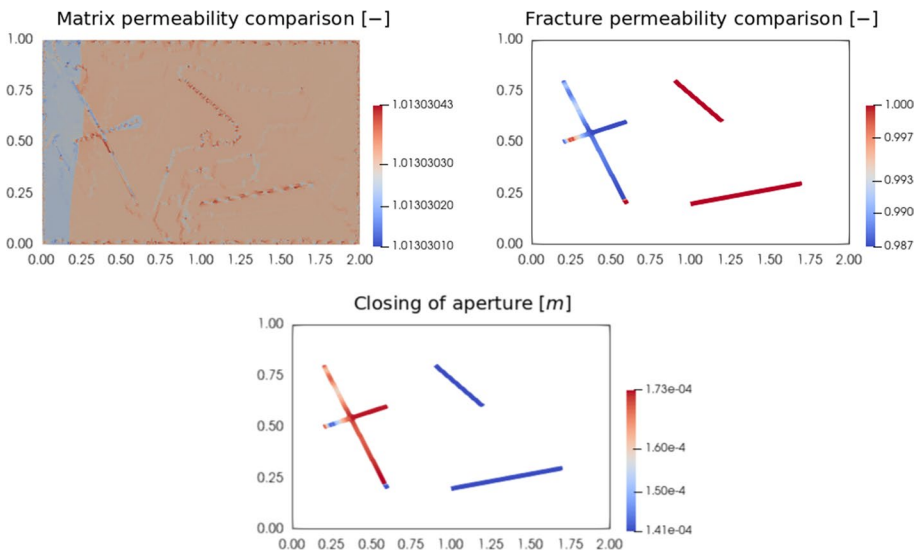 Matrix permeability comparison [−]
1.00
0.75
0.50
0.25
0.00
0.00 0.25 0.50 0.75 1.00 1.25 1.50 1.75 2.00
1.01303043
1.01303030
1.01303020
1.01303010
Fracture permeability comparison [−]
1.00
0.75
0.50
0.25
0.00
0.00 0.25 0.50 0.75 1.00 1.25 1.50 1.75 2.00
1.000
0.997
0.993
0.990
0.987
Closing of aperture [m]
1.00
0.75
0.50
0.25
0.00
0.00 0.25 0.50 0.75 1.00 1.25 1.50 1.75 2.00
1.73e-04
1.60e-4
1.50e-4
1.41e-04